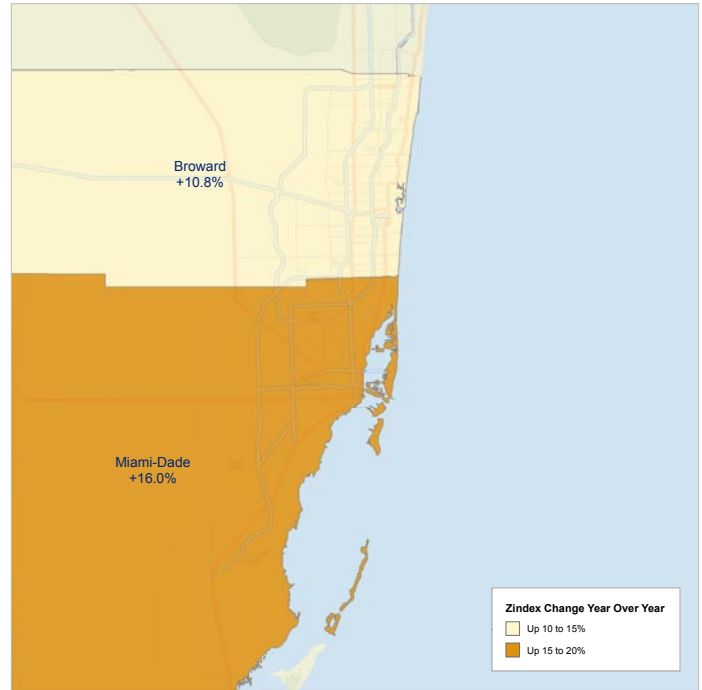 Broward
+10.8%
Miami-Dade
+16.0%
Zindex Change Year Over Year
Up 10 to 15%
Up 15 to 20%